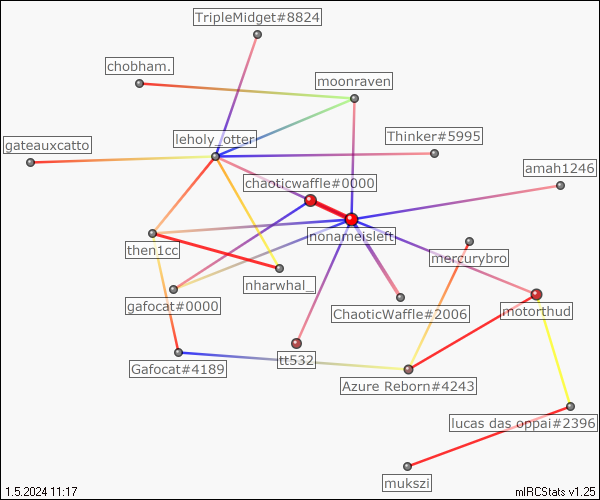 TripleMidget#8824
chobham.
moonraven
leholy_otter
Thinker#5995
gateauxcatto
amah1246
chaoticwaffle#0000
nonameisleft
then1cc
mercurybro
nharwhal_
gafocat#0000
ChaoticWaffle#2006
motorthud
tt532
Gafocat#4189
Azure Reborn#4243
lucas das oppai#2396
mukszi
1.5.2024 11:17
mIRCStats v1.25